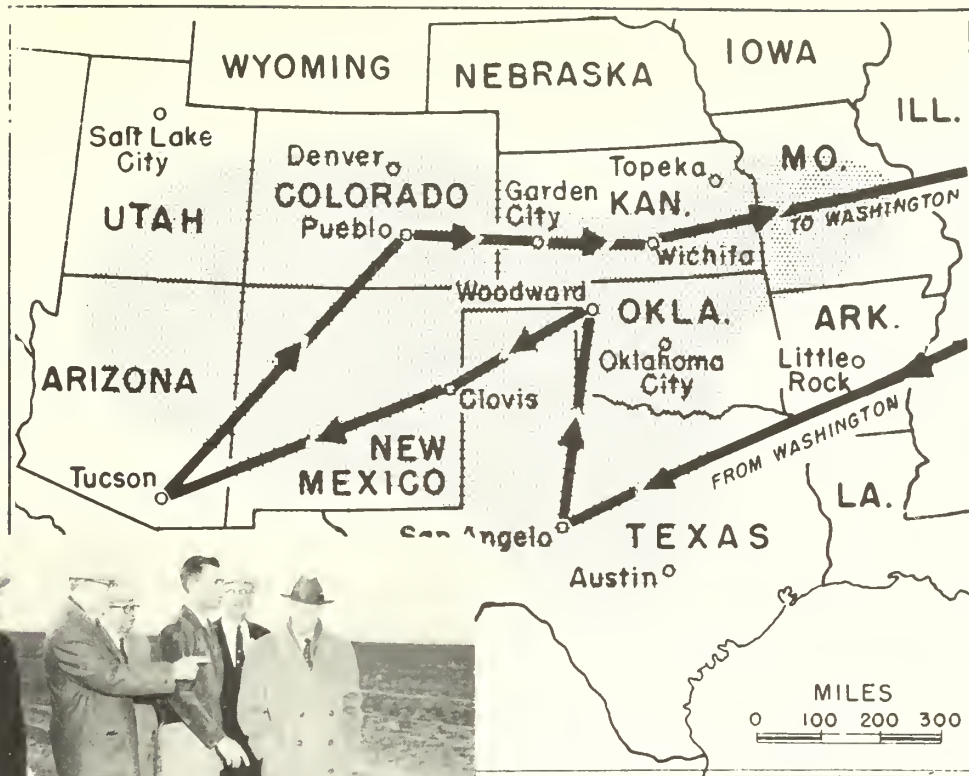 WYOMING
NEBRASKA
IOWA
ILL.
Salt Lake
City
UTAH
Denver
COLORADO
Pueblo
Garden
City
Topeka
KAN.
MO.
TO WASHINGTON
Wichita
Woodward
OKLA.
Oklahoma
City
ARK.
Little
Rock
ARIZONA
Clovis
NEW
MEXICO
FROM WASHINGTON
Tucson
San Angelo
TEXAS
LA.
Austin
MILES
0 100 200 300